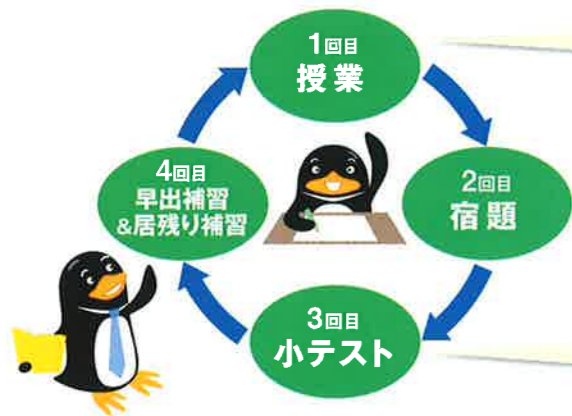 1回目
授業
2回目
宿題
3回目
小テスト
4回目
早出補習
&居残り補習